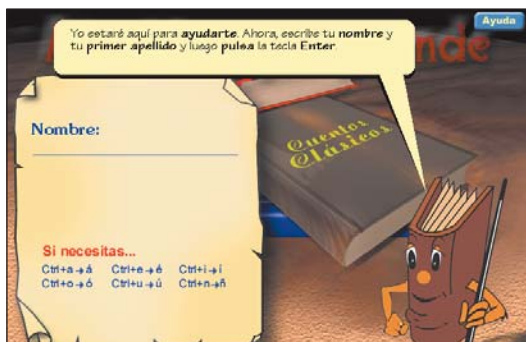 Ayuda
Yo estaré aquí para ayudarte. Ahora, escribe tu nombre y
tu primer apellido y luego pulsa la tecla Enter.
nde
Nombre:
Cuentos
Clásicos
Si necesitas...
Ctrl+a→á Ctrl+e→é Ctrl+i→í
Ctrl+o→ó Ctrl+u→ú Ctrl+n→ñ